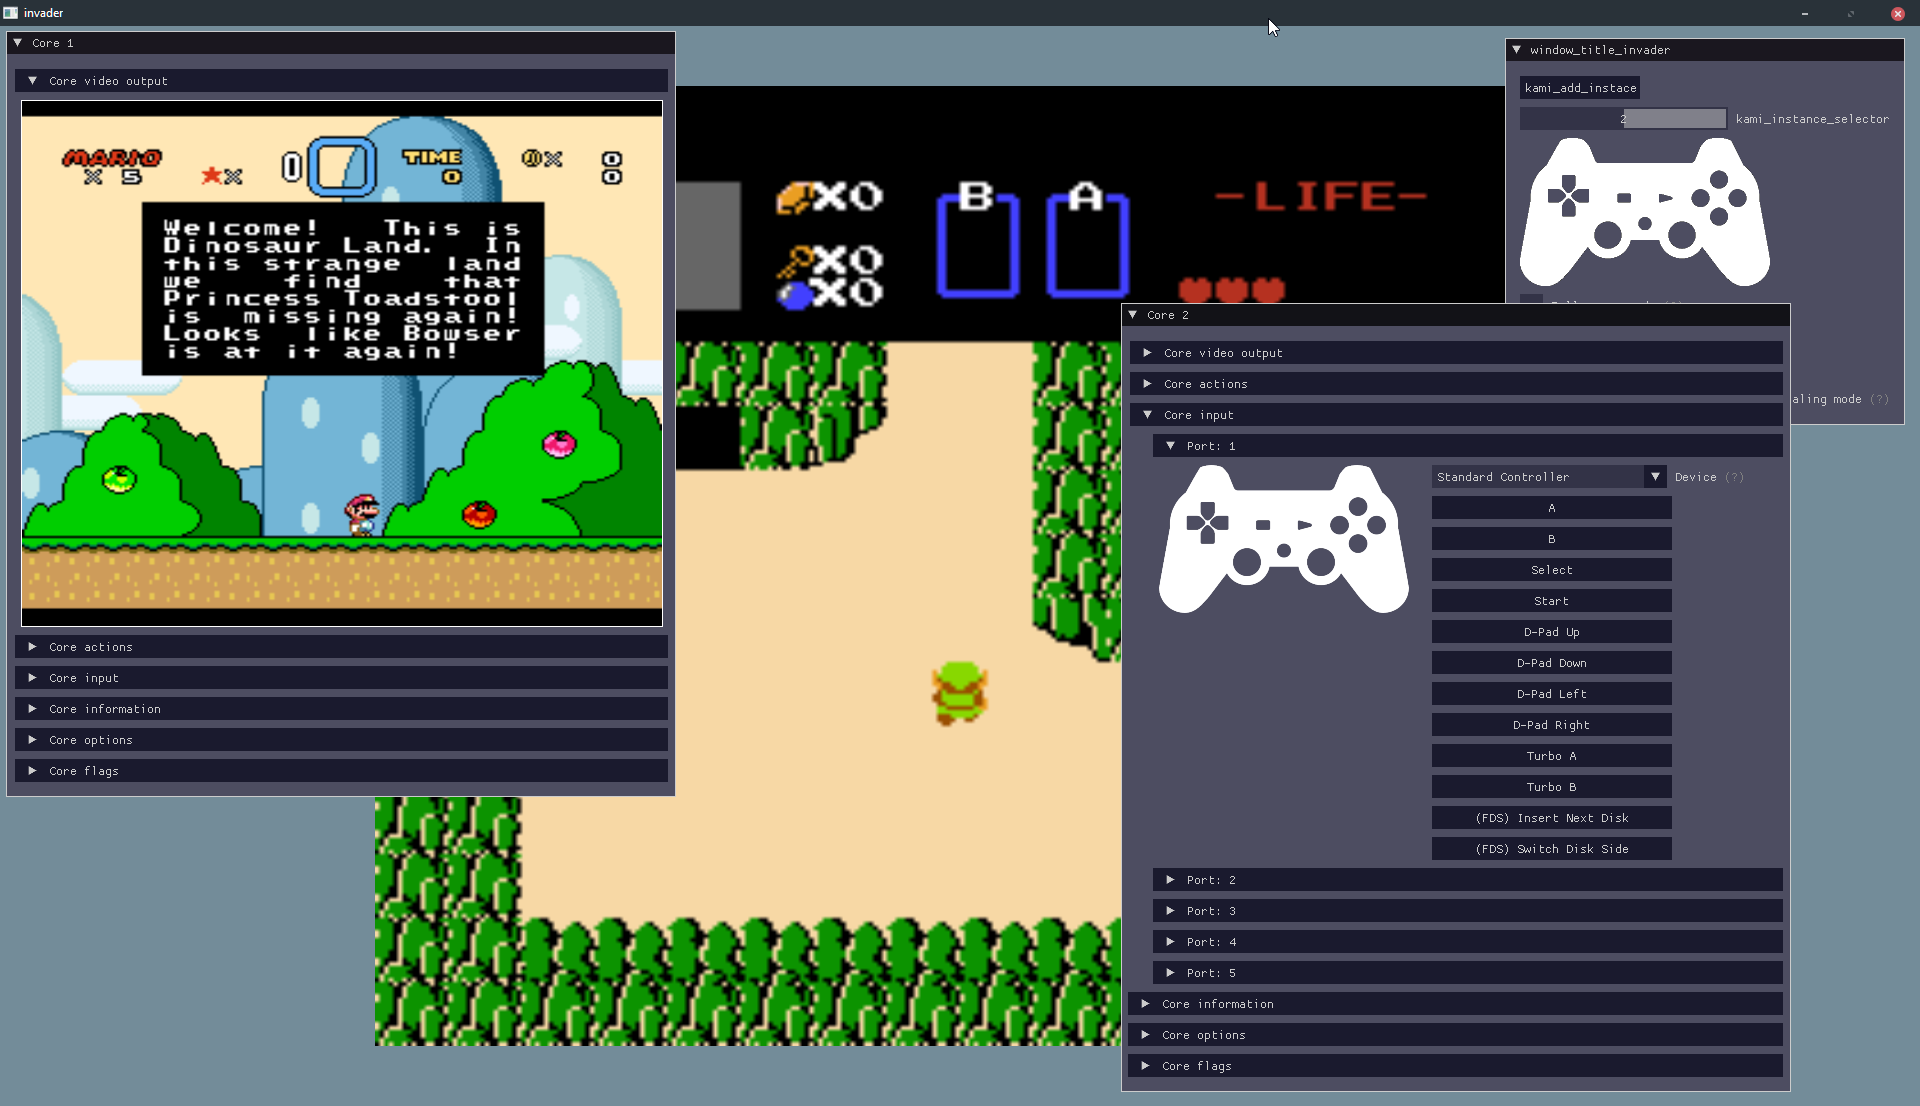 invader
Core 1
Core video output
MARIO
X 5
★X
0
TIME
0
X
0
0
Welcome! This is
Dinosaur Land. In
this strange land
we find that
Princess Toadstool
is missing again!
Looks like Bowser
is at it again!
Core actions
Core input
Core information
Core options
Core flags
X0
X0
X0
B
A
-LIFE-
window_title_invader
kami_add_instace
2
kami_instance_selector
aling mode (?)
Core 2
Core video output
Core actions
Core input
Port: 1
Standard Controller
Device (?)
A
B
Select
Start
D-Pad Up
D-Pad Down
D-Pad Left
D-Pad Right
Turbo A
Turbo B
(FDS) Insert Next Disk
(FDS) Switch Disk Side
Port: 2
Port: 3
Port: 4
Port: 5
Core information
Core options
Core flags